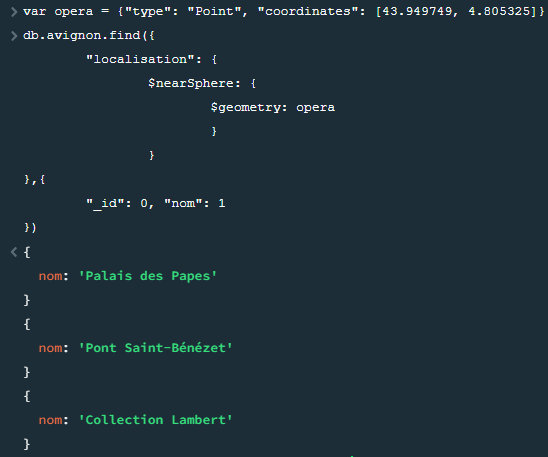 > var opera = {"type": "Point", "coordinates": [43.949749, 4.805325]}
> db.avignon.find({
"localisation": {
$nearSphere: {
$geometry: opera
}
}
},{
"_id": 0, "nom": 1
})
< {
nom: 'Palais des Papes'
}
{
nom: 'Pont Saint-Bénézet'
}
{
nom: 'Collection Lambert'
}